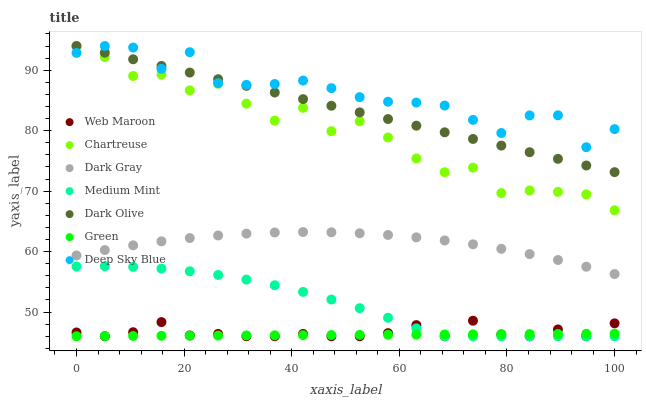 title
Web Maroon
Chartreuse
Dark Gray
Medium Mint
Dark Olive
Green
Deep Sky Blue
yaxis_label
90
80
70
60
50
0
20
40
60
80
100
xaxis_label